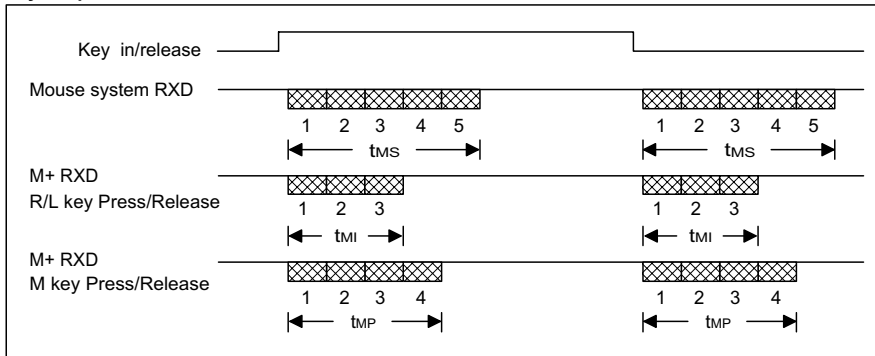 Key in/release
Mouse system RXD
1 2 3 4 5 1 2 3 4 5
tMS tMS
M+ RXD
R/L key Press/Release
1 2 3 1 2 3
tMI tMI
M+ RXD
M key Press/Release
1 2 3 4 1 2 3 4
tMP tMP